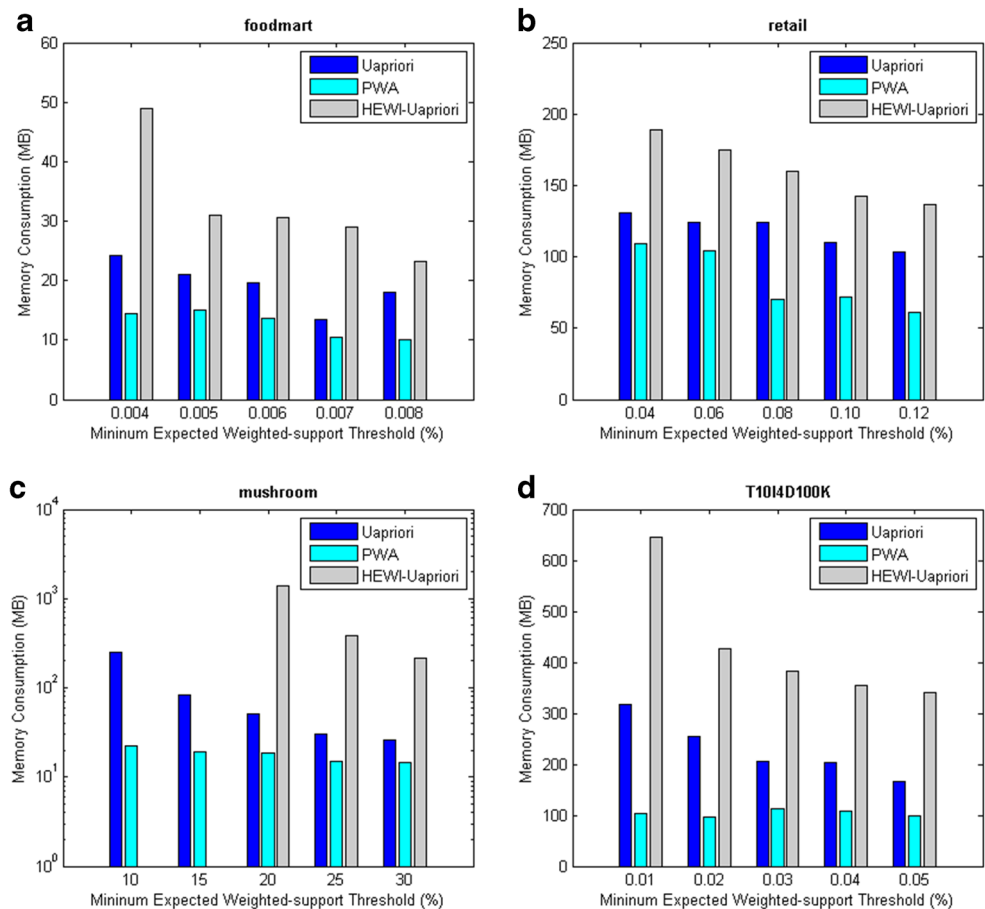 a
foodmart
60
50
40
30
20
10
0
Memory Consumption (MB)
Uapriori
PWA
HEWI-Uapriori
0.004 0.005 0.006 0.007 0.008
Mininum Expected Weighted-support Threshold (%)
b
retail
250
200
150
100
50
0
Memory Consumption (MB)
Uapriori
PWA
HEWI-Uapriori
0.04 0.06 0.08 0.10 0.12
Mininum Expected Weighted-support Threshold (%)
c
mushroom
10^4
10^3
10^2
10^1
10^0
Memory Consumption (MB)
Uapriori
PWA
HEWI-Uapriori
10 15 20 25 30
Mininum Expected Weighted-support Threshold (%)
d
T10I4D100K
700
600
500
400
300
200
100
0
Memory Consumption (MB)
Uapriori
PWA
HEWI-Uapriori
0.01 0.02 0.03 0.04 0.05
Mininum Expected Weighted-support Threshold (%)